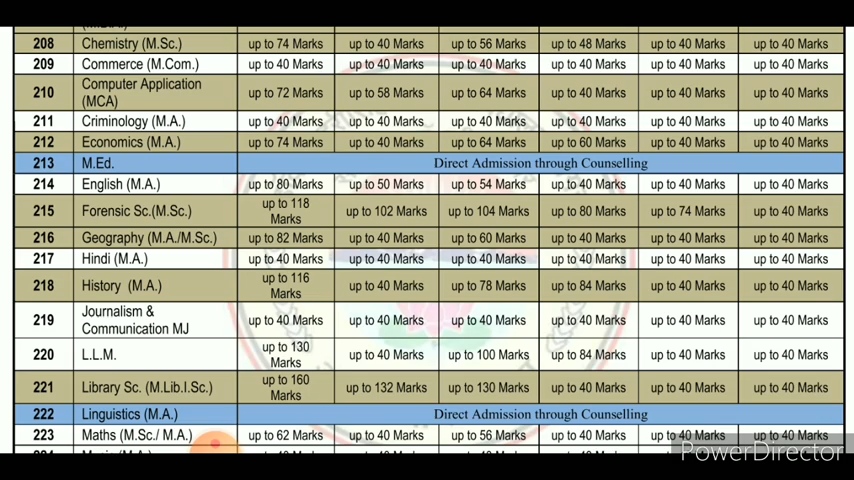 208 Chemistry (M.Sc.) up to 74 Marks up to 40 Marks up to 56 Marks up to 48 Marks up to 40 Marks up to 40 Marks
209 Commerce (M.Com.) up to 40 Marks up to 40 Marks up to 40 Marks up to 40 Marks up to 40 Marks up to 40 Marks
210 Computer Application (MCA) up to 72 Marks up to 58 Marks up to 64 Marks up to 40 Marks up to 40 Marks up to 40 Marks
211 Criminology (M.A.) up to 40 Marks up to 40 Marks up to 40 Marks up to 40 Marks up to 40 Marks up to 40 Marks
212 Economics (M.A.) up to 74 Marks up to 40 Marks up to 64 Marks up to 60 Marks up to 40 Marks up to 40 Marks
213 M.Ed. Direct Admission through Counselling
214 English (M.A.) up to 80 Marks up to 50 Marks up to 54 Marks up to 40 Marks up to 40 Marks up to 40 Marks
215 Forensic Sc.(M.Sc.) up to 118 Marks up to 102 Marks up to 104 Marks up to 80 Marks up to 74 Marks up to 40 Marks
216 Geography (M.A./M.Sc.) up to 82 Marks up to 40 Marks up to 60 Marks up to 40 Marks up to 40 Marks up to 40 Marks
217 Hindi (M.A.) up to 40 Marks up to 40 Marks up to 40 Marks up to 40 Marks up to 40 Marks up to 40 Marks
218 History (M.A.) up to 116 Marks up to 40 Marks up to 78 Marks up to 84 Marks up to 40 Marks up to 40 Marks
219 Journalism & Communication MJ up to 40 Marks up to 40 Marks up to 40 Marks up to 40 Marks up to 40 Marks up to 40 Marks
220 L.L.M. up to 130 Marks up to 40 Marks up to 100 Marks up to 84 Marks up to 40 Marks up to 40 Marks
221 Library Sc. (M.Lib.I.Sc.) up to 160 Marks up to 132 Marks up to 130 Marks up to 40 Marks up to 40 Marks up to 40 Marks
222 Linguistics (M.A.) Direct Admission through Counselling
223 Maths (M.Sc./ M.A.) up to 62 Marks up to 40 Marks up to 56 Marks up to 40 Marks up to 40 Marks up to 40 Marks
PowerDirector